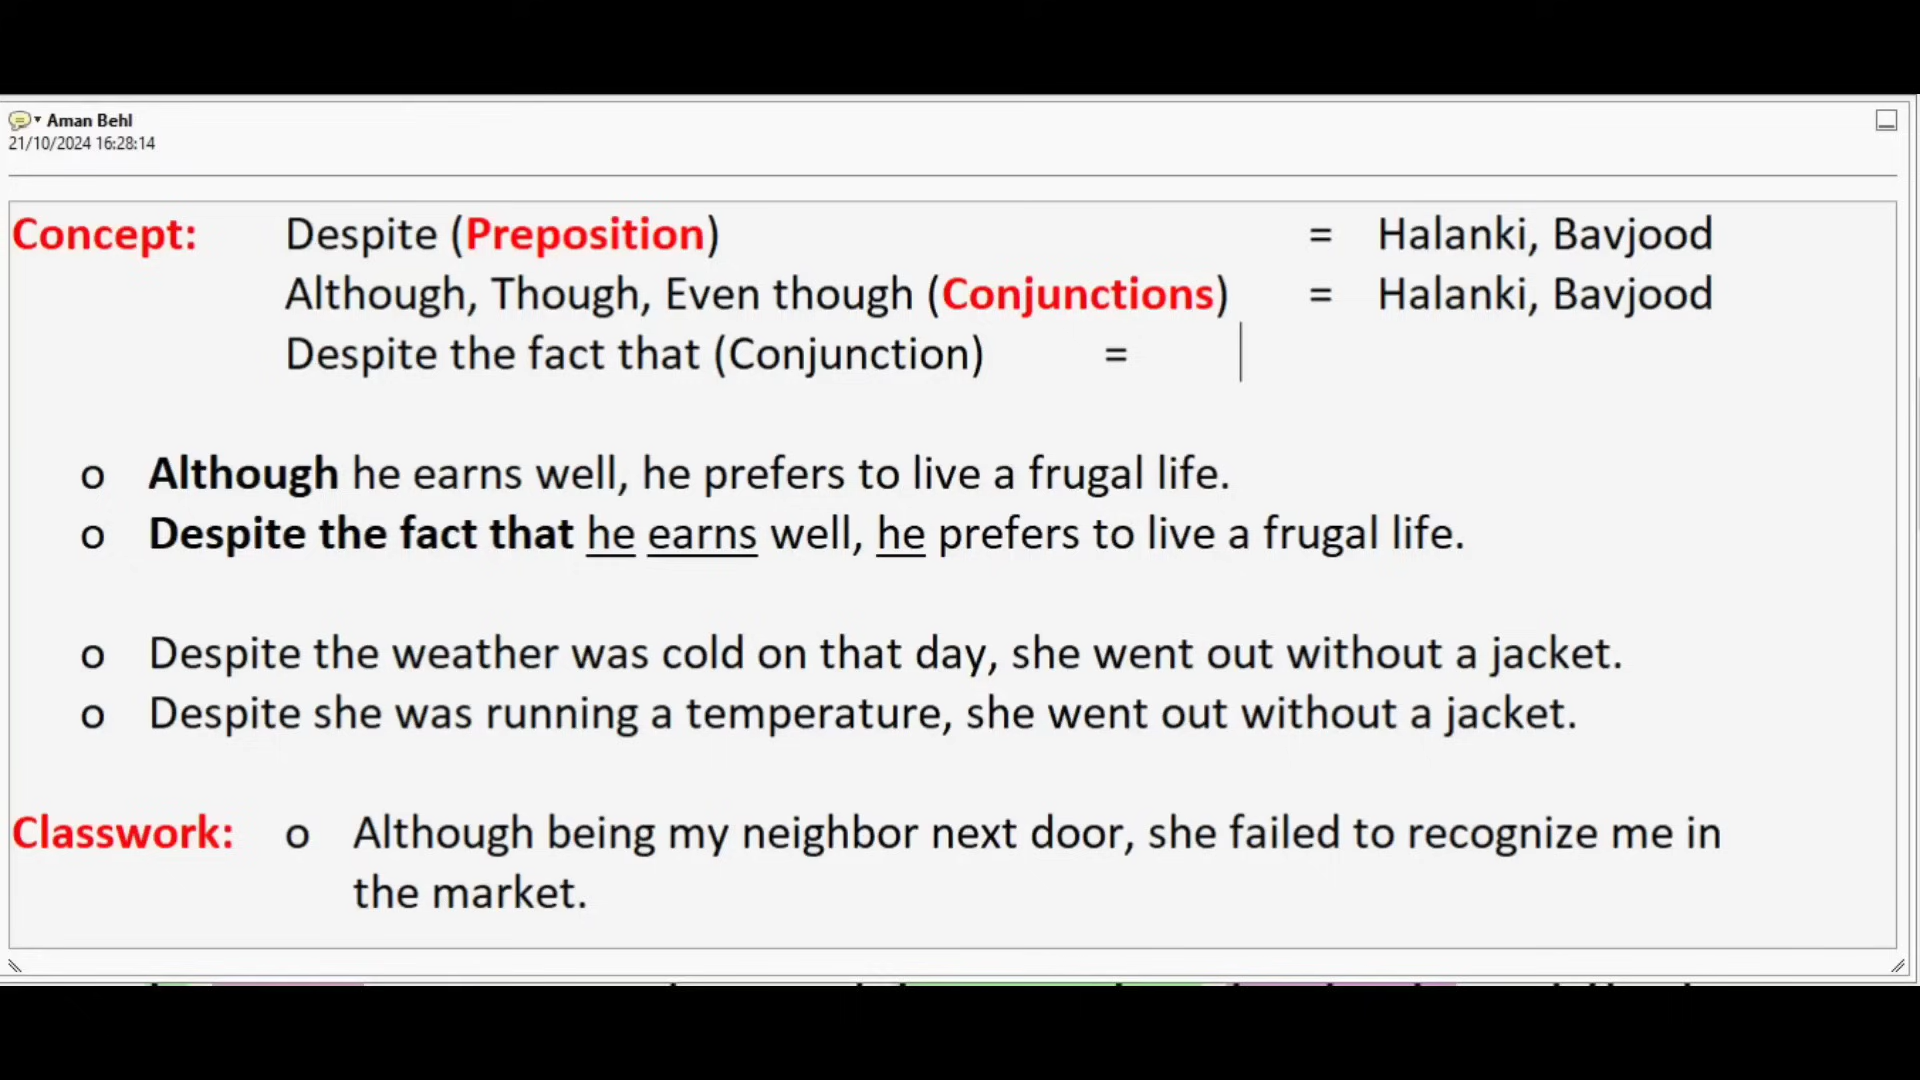 Aman Behl
21/10/2024 16:28:14
Concept: Despite (Preposition) = Halanki, Bavjood
Although, Though, Even though (Conjunctions) = Halanki, Bavjood
Despite the fact that (Conjunction) =
o Although he earns well, he prefers to live a frugal life.
o Despite the fact that he earns well, he prefers to live a frugal life.
o Despite the weather was cold on that day, she went out without a jacket.
o Despite she was running a temperature, she went out without a jacket.
Classwork: o Although being my neighbor next door, she failed to recognize me in
the market.